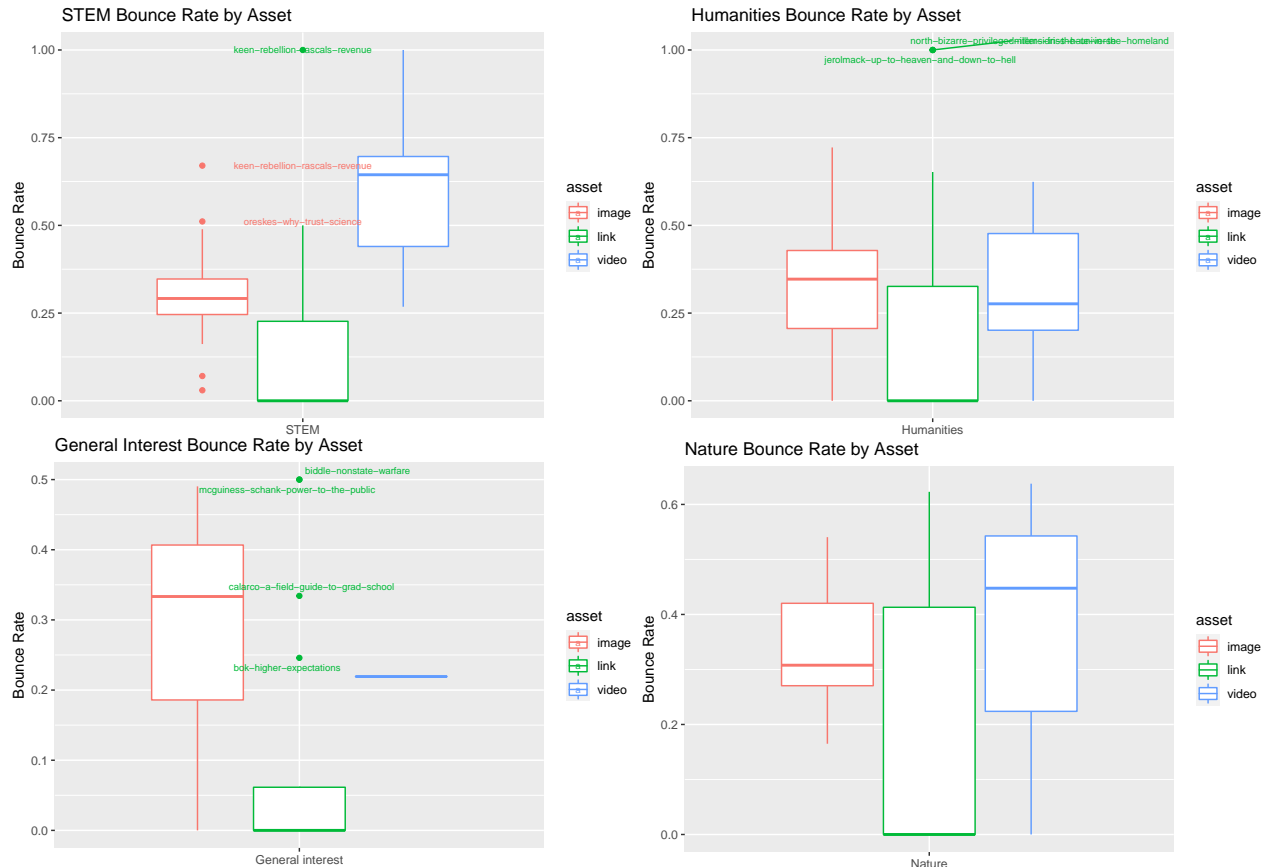 STEM Bounce Rate by Asset
Bounce Rate
1.00
0.75
0.50
0.25
0.00
keen-rebellion-rascals-revenue
keen-rebellion-rascals-revenue
oreskes-why-trust-science
STEM
asset
image
link
video
Humanities Bounce Rate by Asset
Bounce Rate
1.00
0.75
0.50
0.25
0.00
north-bizarre-privileged
the-homeland
jerolmack-up-to-heaven-and-down-to-hell
Humanities
asset
image
link
video
General Interest Bounce Rate by Asset
Bounce Rate
0.5
0.4
0.3
0.2
0.1
0.0
biddle-nonstate-warfare
mcguiness-schank-power-to-the-public
calarco-a-field-guide-to-grad-school
bok-higher-expectations
General interest
asset
image
link
video
Nature Bounce Rate by Asset
Bounce Rate
0.6
0.4
0.2
0.0
Nature
asset
image
link
video